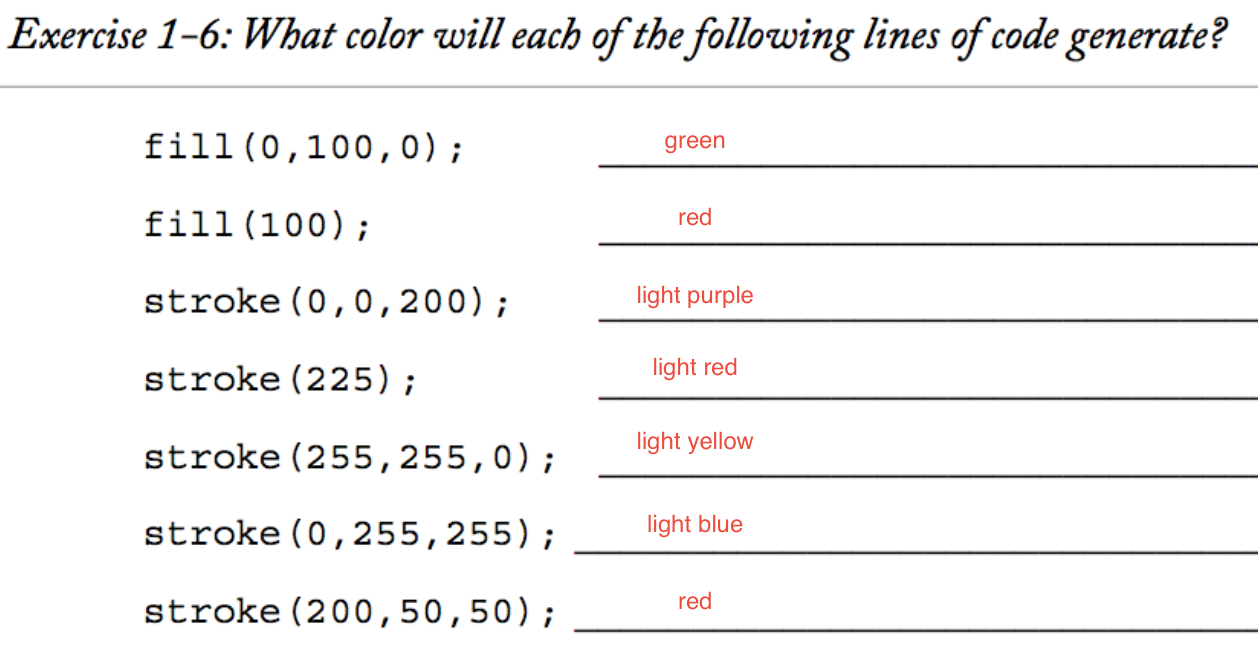 Exercise 1-6: What color will each of the following lines of code generate?
fill(0,100,0); green
fill(100); red
stroke(0,0,200); light purple
stroke(225); light red
stroke(255,255,0); light yellow
stroke(0,255,255); light blue
stroke(200,50,50); red